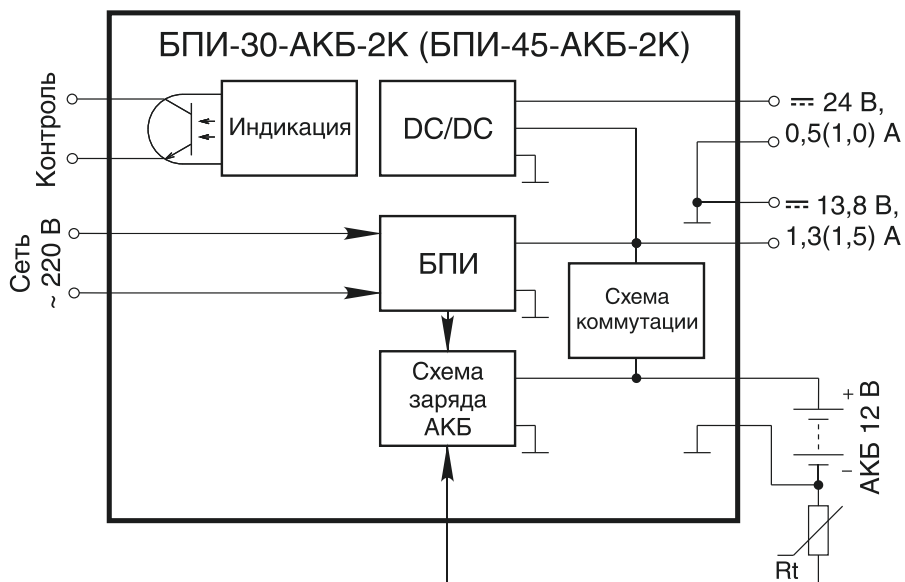 БПИ-30-АКБ-2К (БПИ-45-АКБ-2К)
Контроль
Индикация
DC/DC
24 В,
0,5(1,0) А
13,8 В,
1,3(1,5) А
Сеть
~ 220 В
БПИ
Схема
коммутации
Схема
заряда
АКБ
+
АКБ 12 В
−
Rt